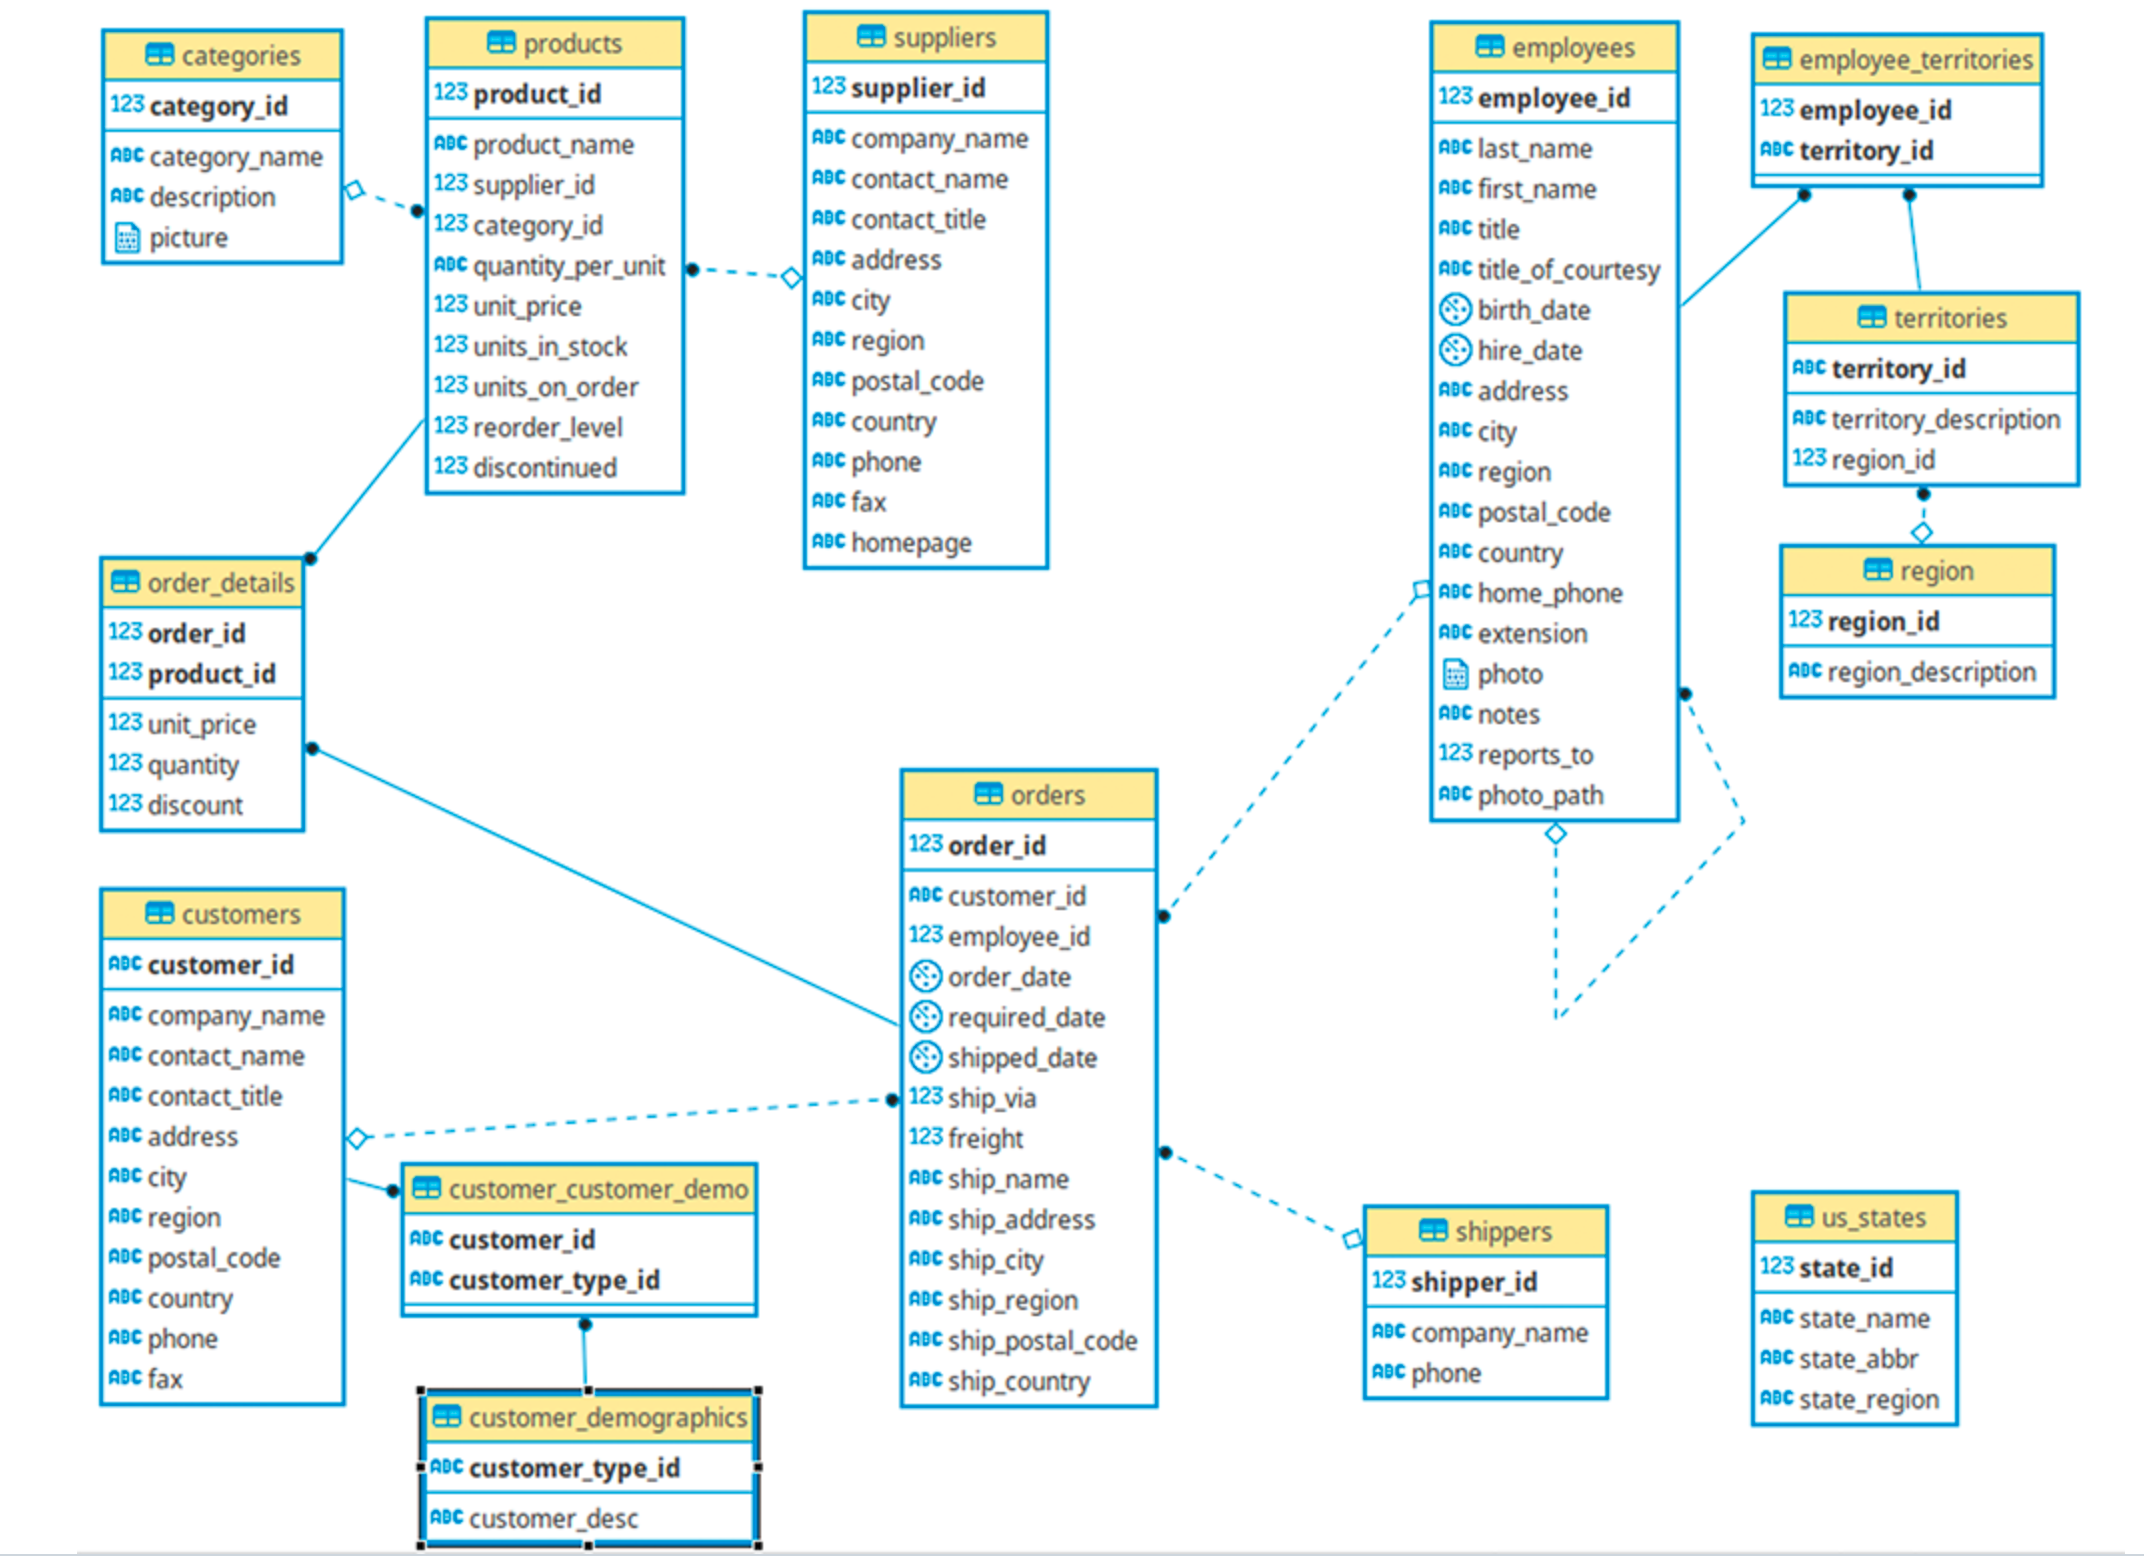 categories
123 category_id
ABC category_name
ABC description
picture
products
123 product_id
ABC product_name
123 supplier_id
123 category_id
ABC quantity_per_unit
123 unit_price
123 units_in_stock
123 units_on_order
123 reorder_level
123 discontinued
suppliers
123 supplier_id
ABC company_name
ABC contact_name
ABC contact_title
ABC address
ABC city
ABC region
ABC postal_code
ABC country
ABC phone
ABC fax
ABC homepage
employees
123 employee_id
ABC last_name
ABC first_name
ABC title
ABC title_of_courtesy
birth_date
hire_date
ABC address
ABC city
ABC region
ABC postal_code
ABC country
ABC home_phone
ABC extension
photo
ABC notes
123 reports_to
ABC photo_path
employee_territories
123 employee_id
ABC territory_id
territories
ABC territory_id
ABC territory_description
123 region_id
region
123 region_id
ABC region_description
order_details
123 order_id
123 product_id
123 unit_price
123 quantity
123 discount
orders
123 order_id
ABC customer_id
123 employee_id
order_date
required_date
shipped_date
123 ship_via
123 freight
ABC ship_name
ABC ship_address
ABC ship_city
ABC ship_region
ABC ship_postal_code
ABC ship_country
customers
ABC customer_id
ABC company_name
ABC contact_name
ABC contact_title
ABC address
ABC city
ABC region
ABC postal_code
ABC country
ABC phone
ABC fax
customer_customer_demo
ABC customer_id
ABC customer_type_id
customer_demographics
ABC customer_type_id
ABC customer_desc
shippers
123 shipper_id
ABC company_name
ABC phone
us_states
123 state_id
ABC state_name
ABC state_abbr
ABC state_region